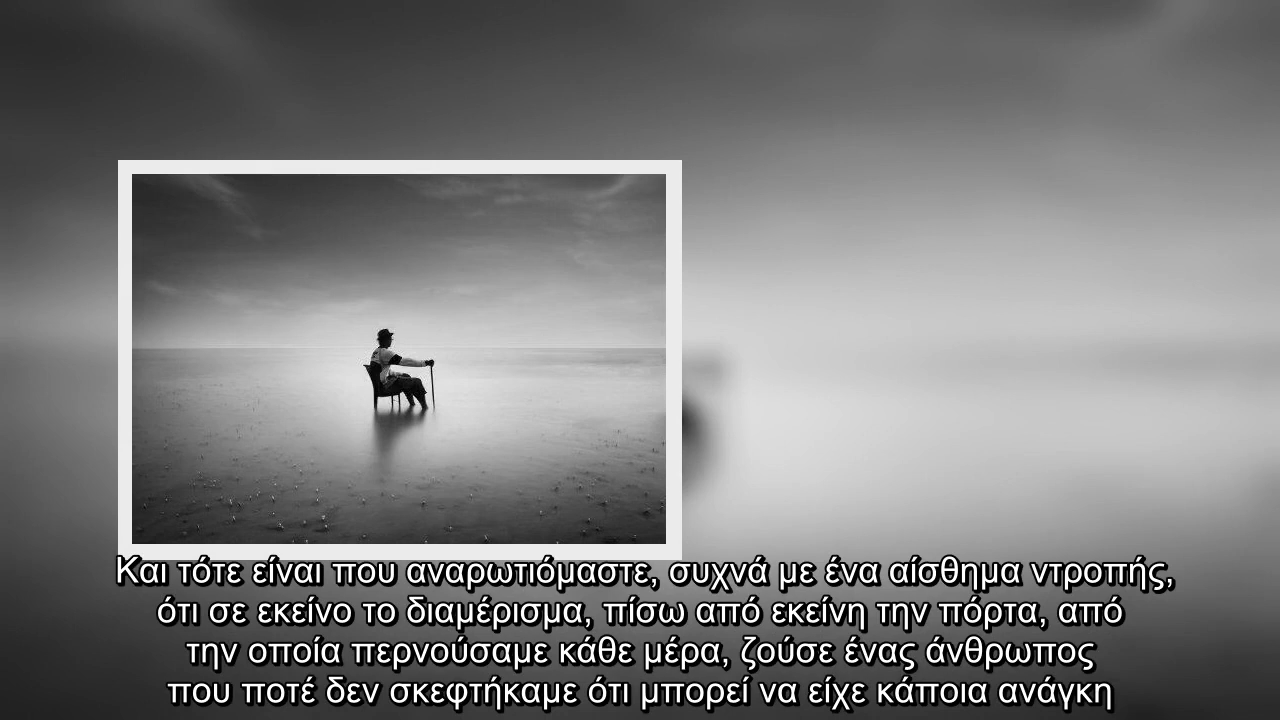 Και τότε είναι που αναρωτιόμαστε, συχνά με ένα αίσθημα ντροπής,
ότι σε εκείνο το διαμέρισμα, πίσω από εκείνη την πόρτα, από
την οποία περνούσαμε κάθε μέρα, ζούσε ένας άνθρωπος
που ποτέ δεν σκεφτήκαμε ότι μπορεί να είχε κάποια ανάγκη